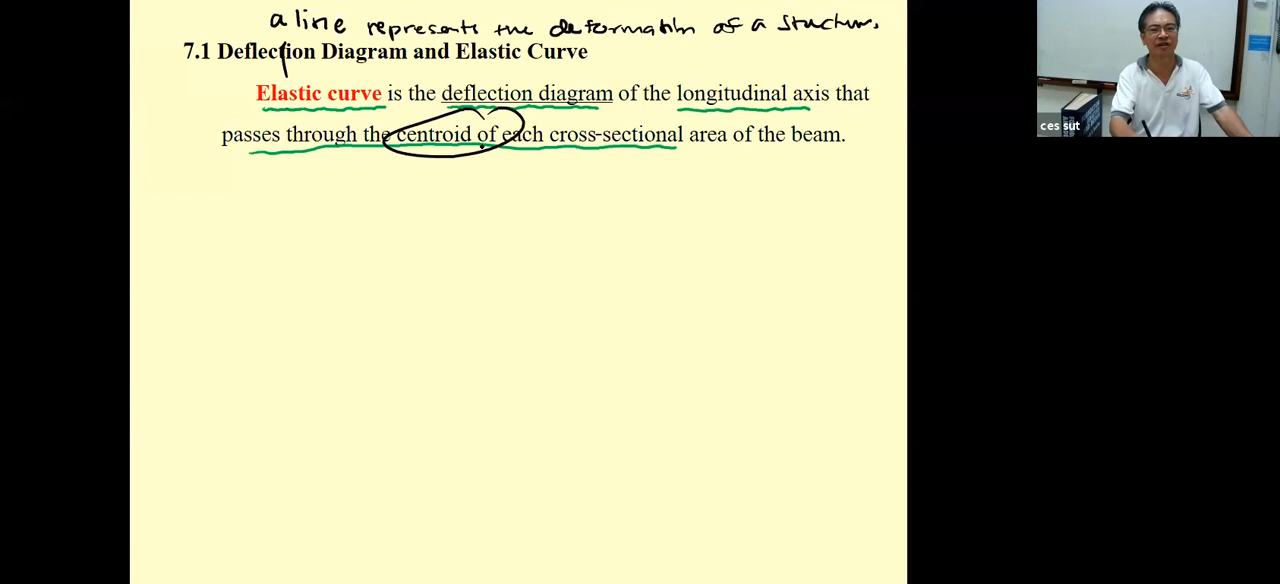 a line represents the deformation of a structure.
7.1 Deflection Diagram and Elastic Curve
Elastic curve is the deflection diagram of the longitudinal axis that
passes through the centroid of each cross-sectional area of the beam.
ces sut